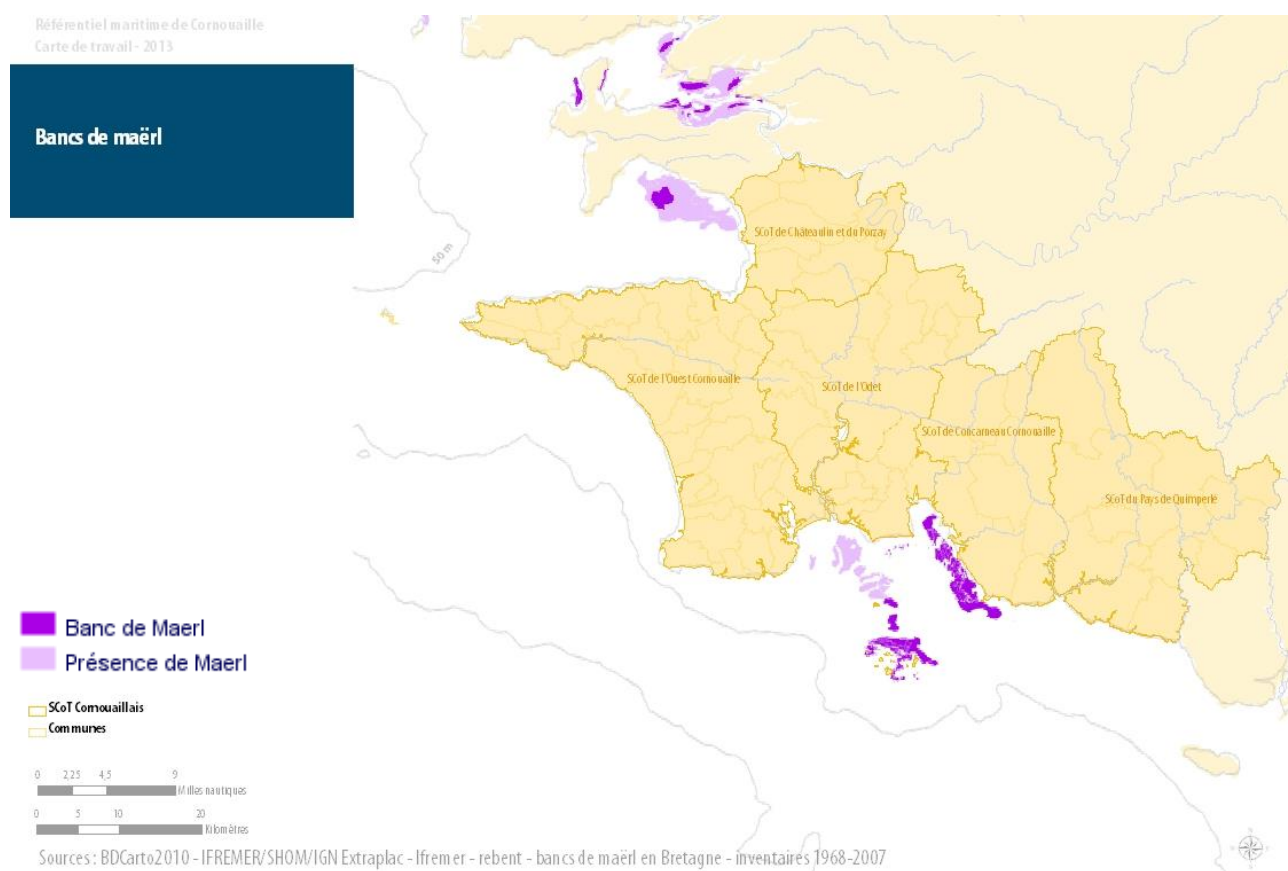 Référentiel maritime de Cornouaille
Carte de travail - 2013
Bancs de maërl
50 m
SCoT de Châteaulin et du Porzay
SCoT de l'Ouest Cornouaille
SCoT de l'Odet
SCoT de Concarneau Cornouaille
SCoT du Pays de Quimperlé
Banc de Maerl
Présence de Maerl
SCoT Cornouaillais
Communes
0 2,25 4,5 9
Milles nautiques
0 5 10 20
Kilomètres
Sources : BDCarto2010 - IFREMER/SHOM/IGN Extraplac - Ifremer - rebent - bancs de maërl en Bretagne - inventaires 1968-2007